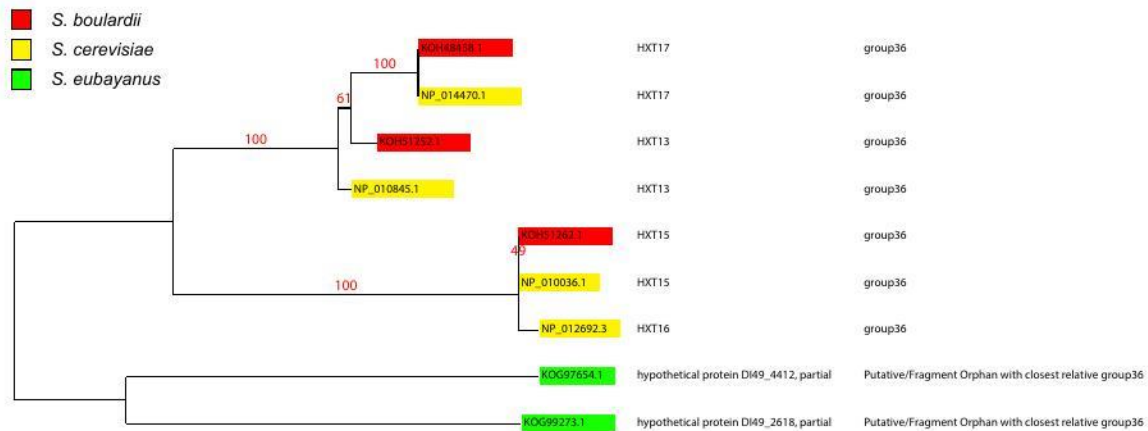 S. boulardii
S. cerevisiae
S. eubayanus
KOH48458.1 HXT17 group36
100
NP_014470.1 HXT17 group36
61
100
KOH51252.1 HXT13 group36
NP_010845.1 HXT13 group36
KOH51262.1 HXT15 group36
49
NP_010036.1 HXT15 group36
100
NP_012692.3 HXT16 group36
KOG97654.1 hypothetical protein DI49_4412, partial Putative/Fragment Orphan with closest relative group36
KOG99273.1 hypothetical protein DI49_2618, partial Putative/Fragment Orphan with closest relative group36